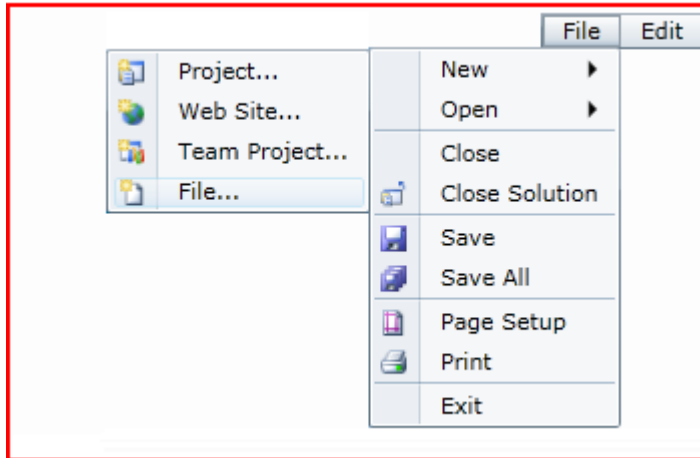 File Edit
Project...
Web Site...
Team Project...
File...
New
Open
Close
Close Solution
Save
Save All
Page Setup
Print
Exit